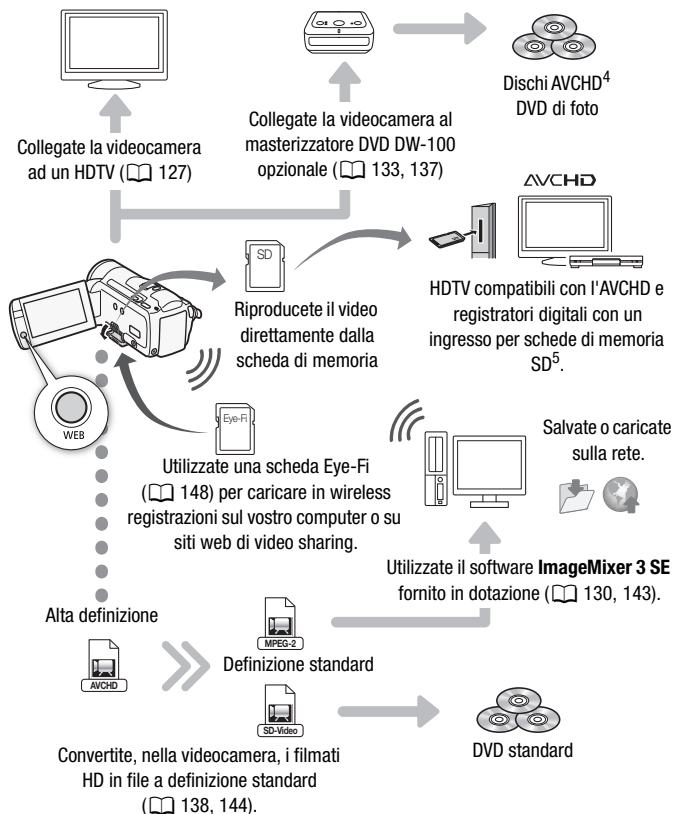 Dischi AVCHD4
DVD di foto
Collegate la videocamera
ad un HDTV (127)
Collegate la videocamera al
masterizzatore DVD DW-100
opzionale (133, 137)
AVCHD
SD
Riproducete il video
direttamente dalla
scheda di memoria
HDTV compatibili con l'AVCHD e
registratori digitali con un
ingresso per schede di memoria
SD5.
WEB
Eye-Fi
Utilizzate una scheda Eye-Fi
(148) per caricare in wireless
registrazioni sul vostro computer o su
siti web di video sharing.
Salvate o caricate
sulla rete.
Utilizzate il software ImageMixer 3 SE
fornito in dotazione (130, 143).
Alta definizione
AVCHD
MPEG-2
Definizione standard
SD-Video
DVD standard
Convertite, nella videocamera, i filmati
HD in file a definizione standard
(138, 144).